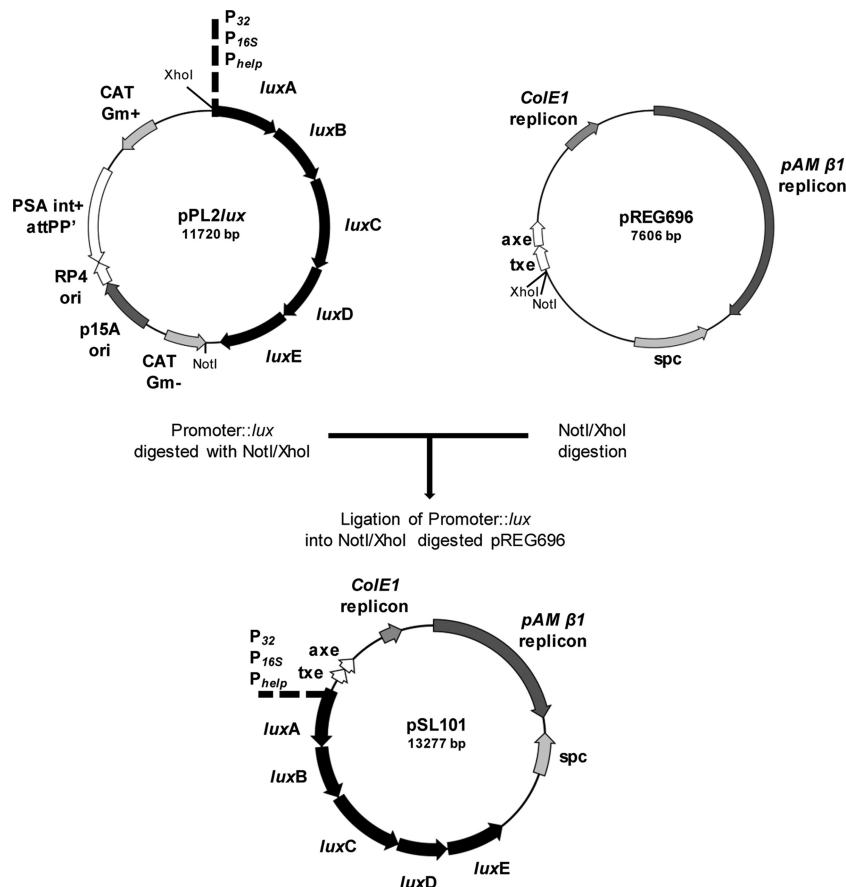 P32
P16S
Phelp
XhoI
luxA
CAT
Gm+
luxB
PSA int+
attPP’
pPL2lux
11720 bp
luxC
RP4
ori
luxD
p15A
ori
luxE
CAT
Gm-
NotI
ColE1
replicon
pAM β1
replicon
pREG696
7606 bp
axe
txe
XhoI
NotI
spc
Promoter::lux
digested with NotI/XhoI
NotI/XhoI
digestion
Ligation of Promoter::lux
into NotI/XhoI digested pREG696
ColE1
replicon
pAM β1
replicon
P32
P16S
Phelp
axe
txe
luxA
pSL101
13277 bp
spc
luxB
luxC
luxE
luxD